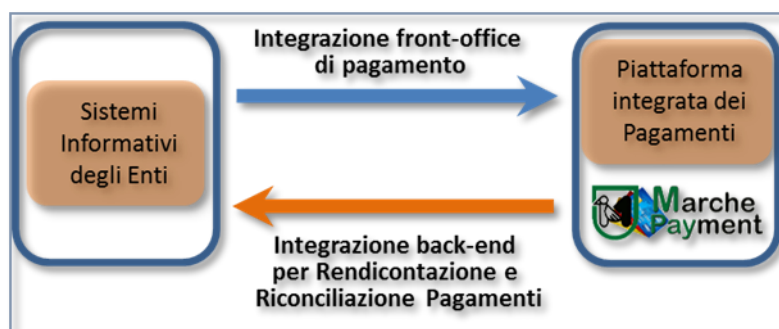 Sistemi
Informativi
degli Enti
Integrazione front-office
di pagamento
Integrazione back-end
per Rendicontazione e
Riconciliazione Pagamenti
Piattaforma
integrata dei
Pagamenti
Marche
Payment